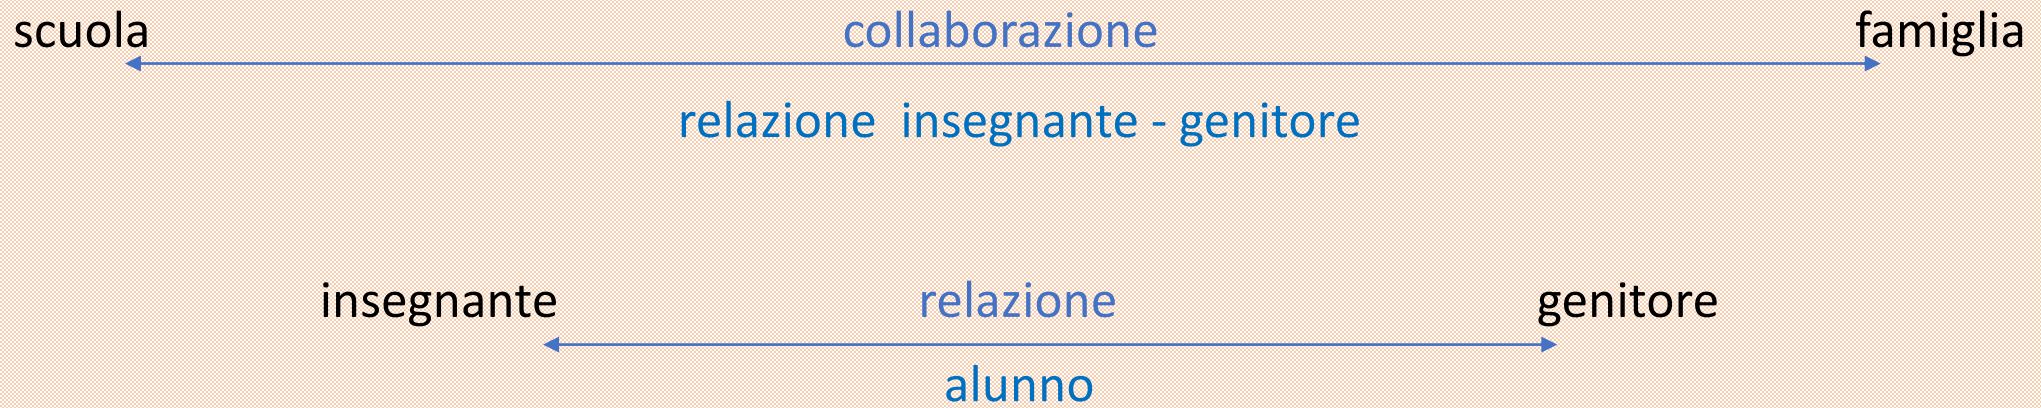 scuola collaborazione famiglia
relazione insegnante - genitore
insegnante relazione genitore
alunno